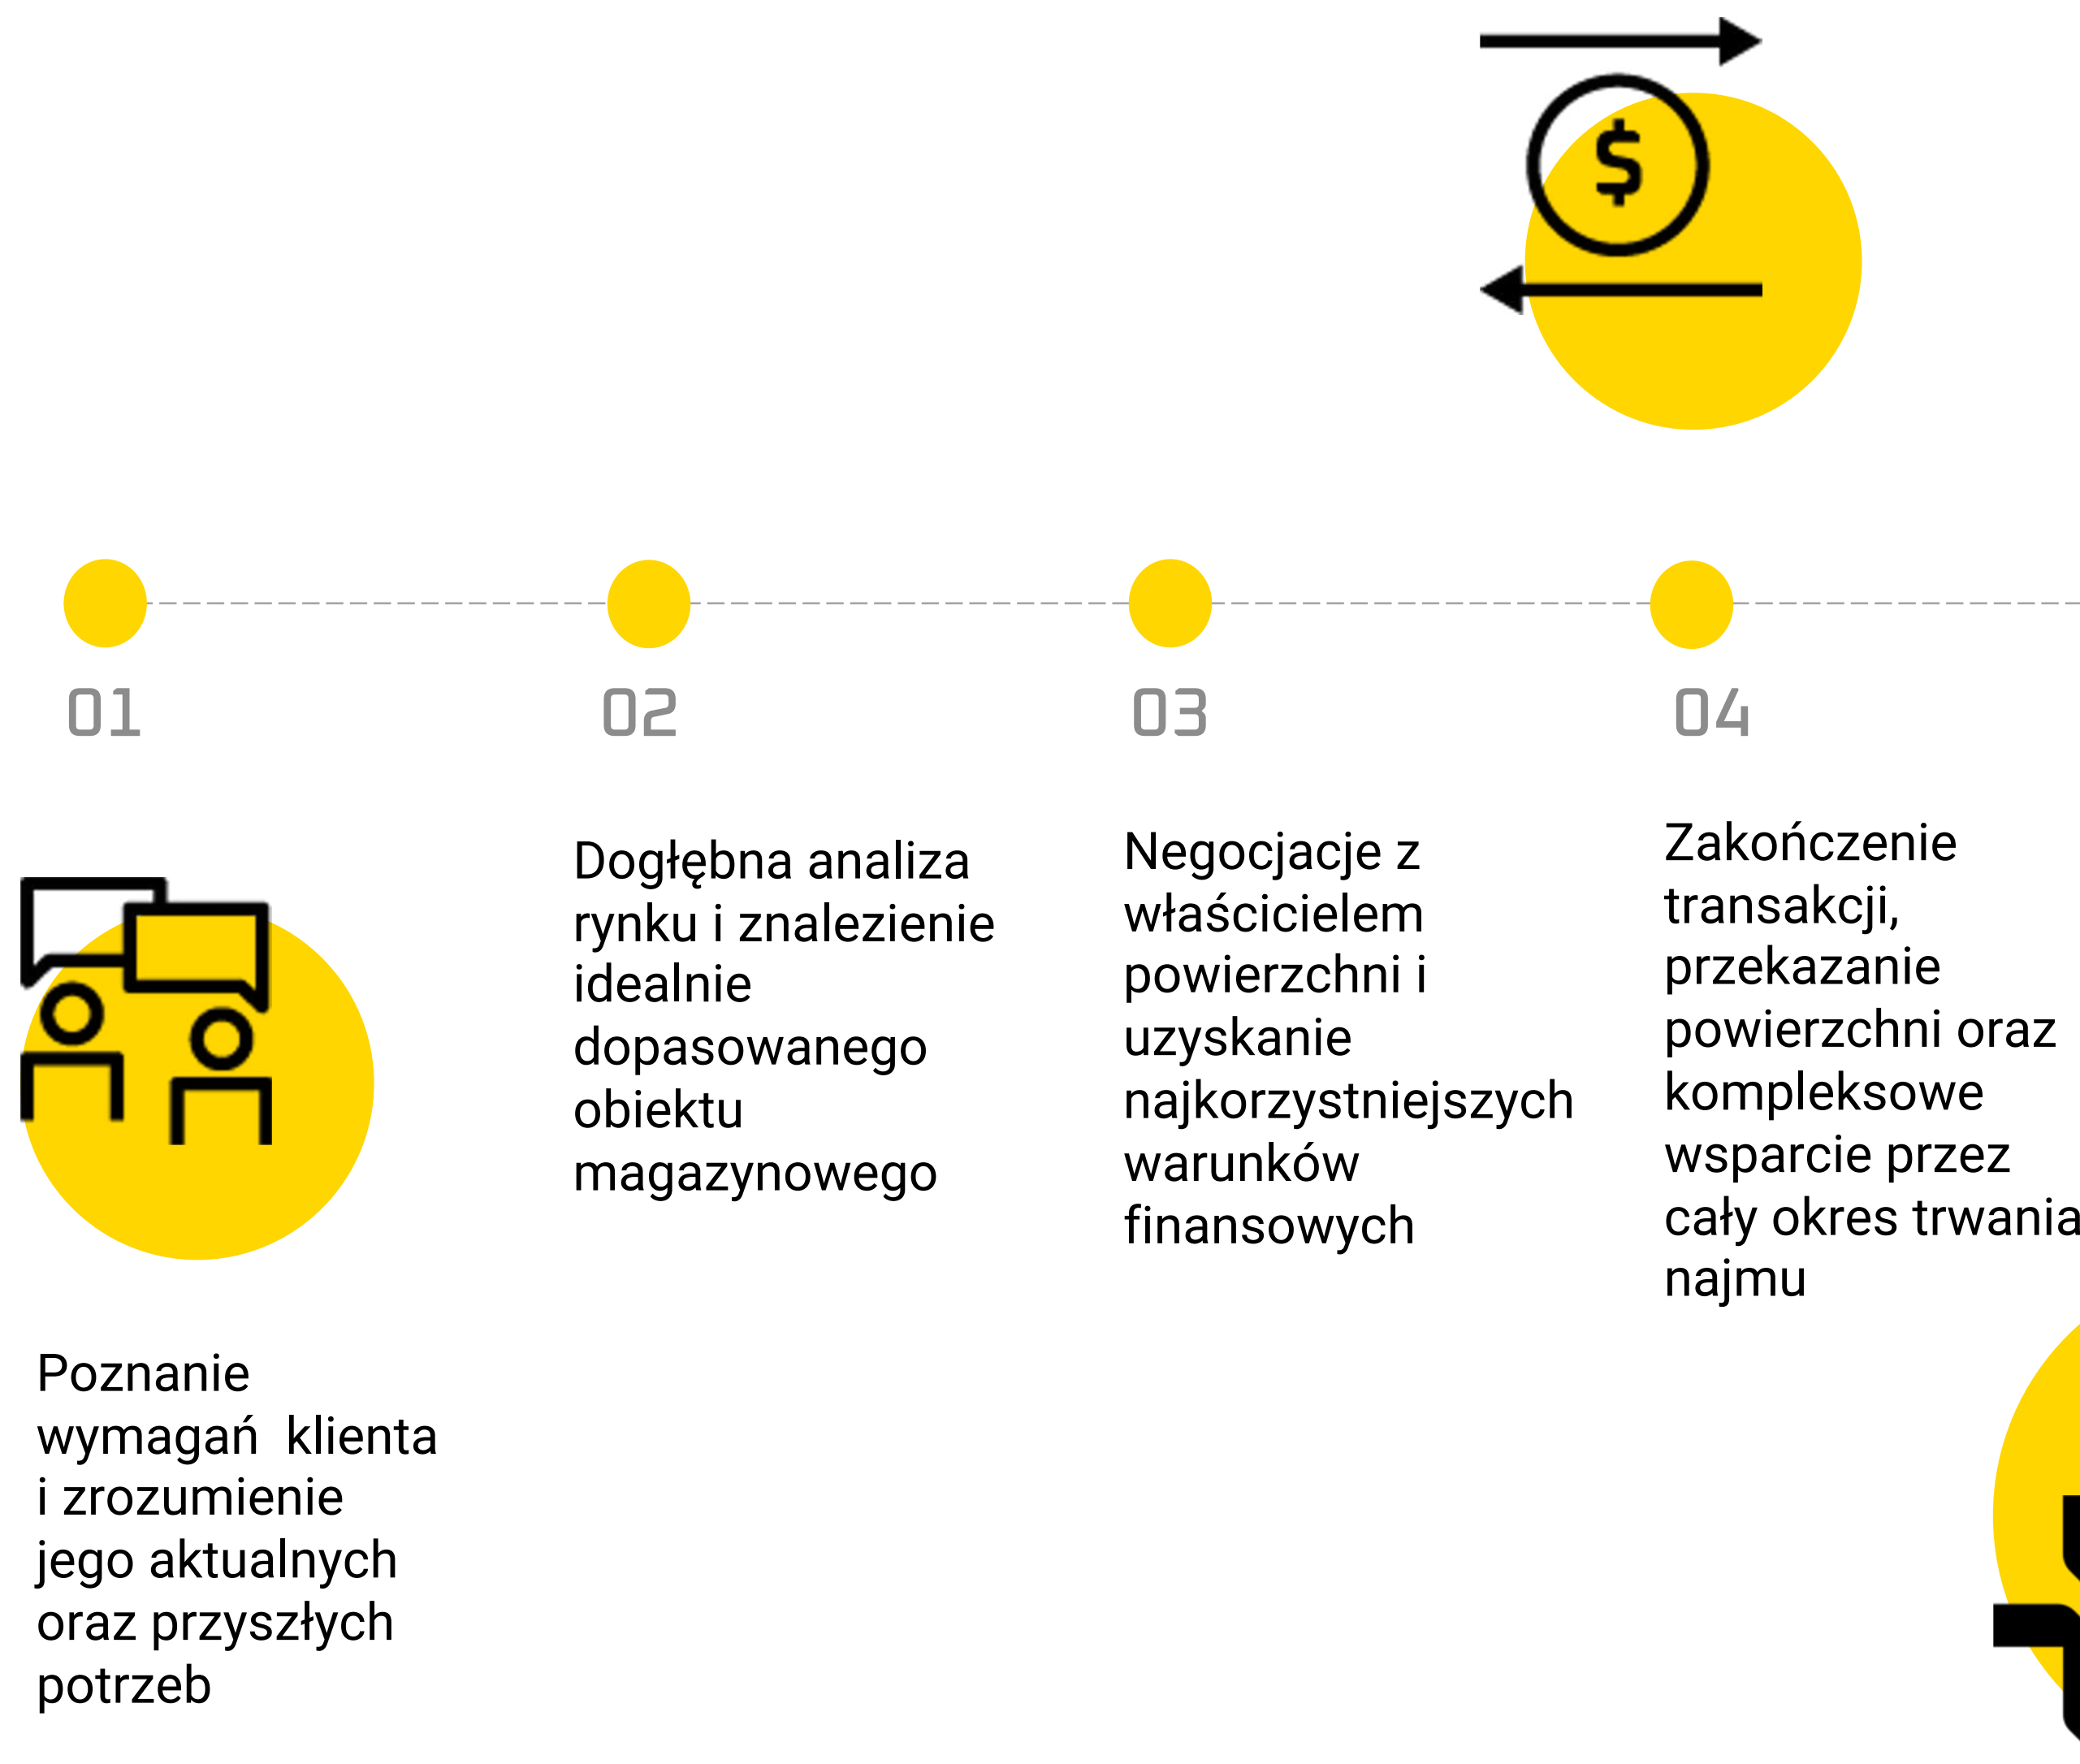 $
01
Poznanie
wymagań klienta
i zrozumienie
jego aktualnych
oraz przyszłych
potrzeb
02
Dogłębna analiza
rynku i znalezienie
idealnie
dopasowanego
obiektu
magazynowego
03
Negocjacje z
właścicielem
powierzchni i
uzyskanie
najkorzystniejszych
warunków
finansowych
04
Zakończenie
transakcji,
przekazanie
powierzchni oraz
kompleksowe
wsparcie przez
cały okres trwania
najmu